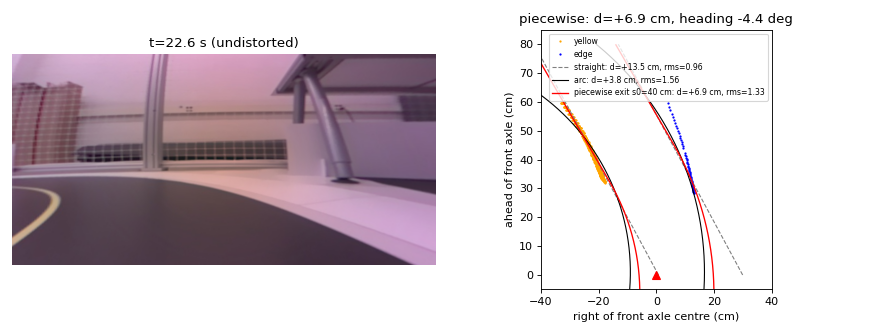 t=22.6 s (undistorted)
piecewise: d=+6.9 cm, heading -4.4 deg
yellow
edge
straight: d=+13.5 cm, rms=0.96
arc: d=+3.8 cm, rms=1.56
piecewise exit s0=40 cm: d=+6.9 cm, rms=1.33
ahead of front axle (cm)
80
70
60
50
40
30
20
10
0
−40
−20
0
20
40
right of front axle centre (cm)